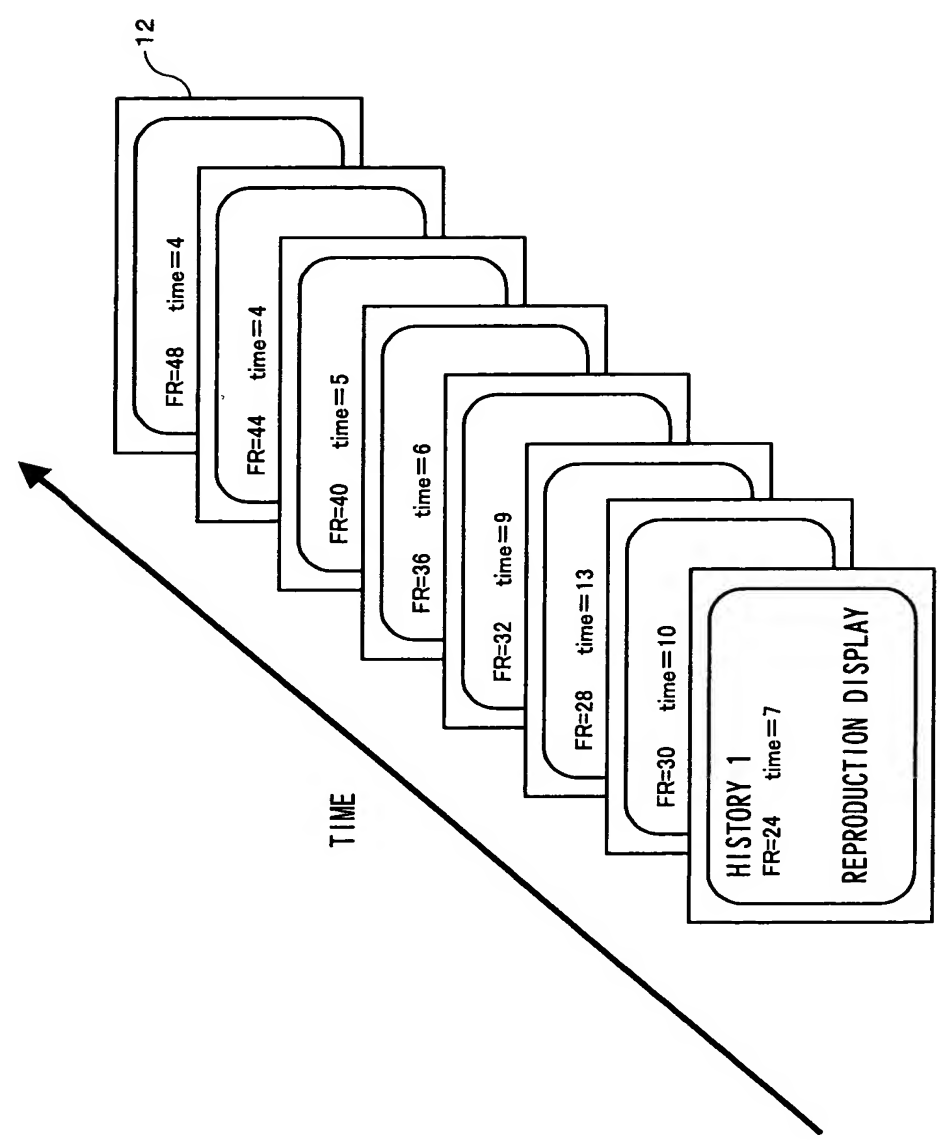 12
FR=48 time=4
FR=44 time=4
FR=40 time=5
FR=36 time=6
FR=32 time=9
FR=28 time=13
FR=30 time=10
HISTORY 1
FR=24 time=7
REPRODUCTION DISPLAY
TIME